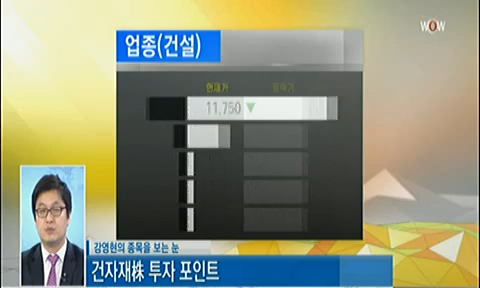 WOW
업종(건설)
현재가 등락가
11,750 ▼
김영현의 종목을 보는 눈
건자재株 투자 포인트